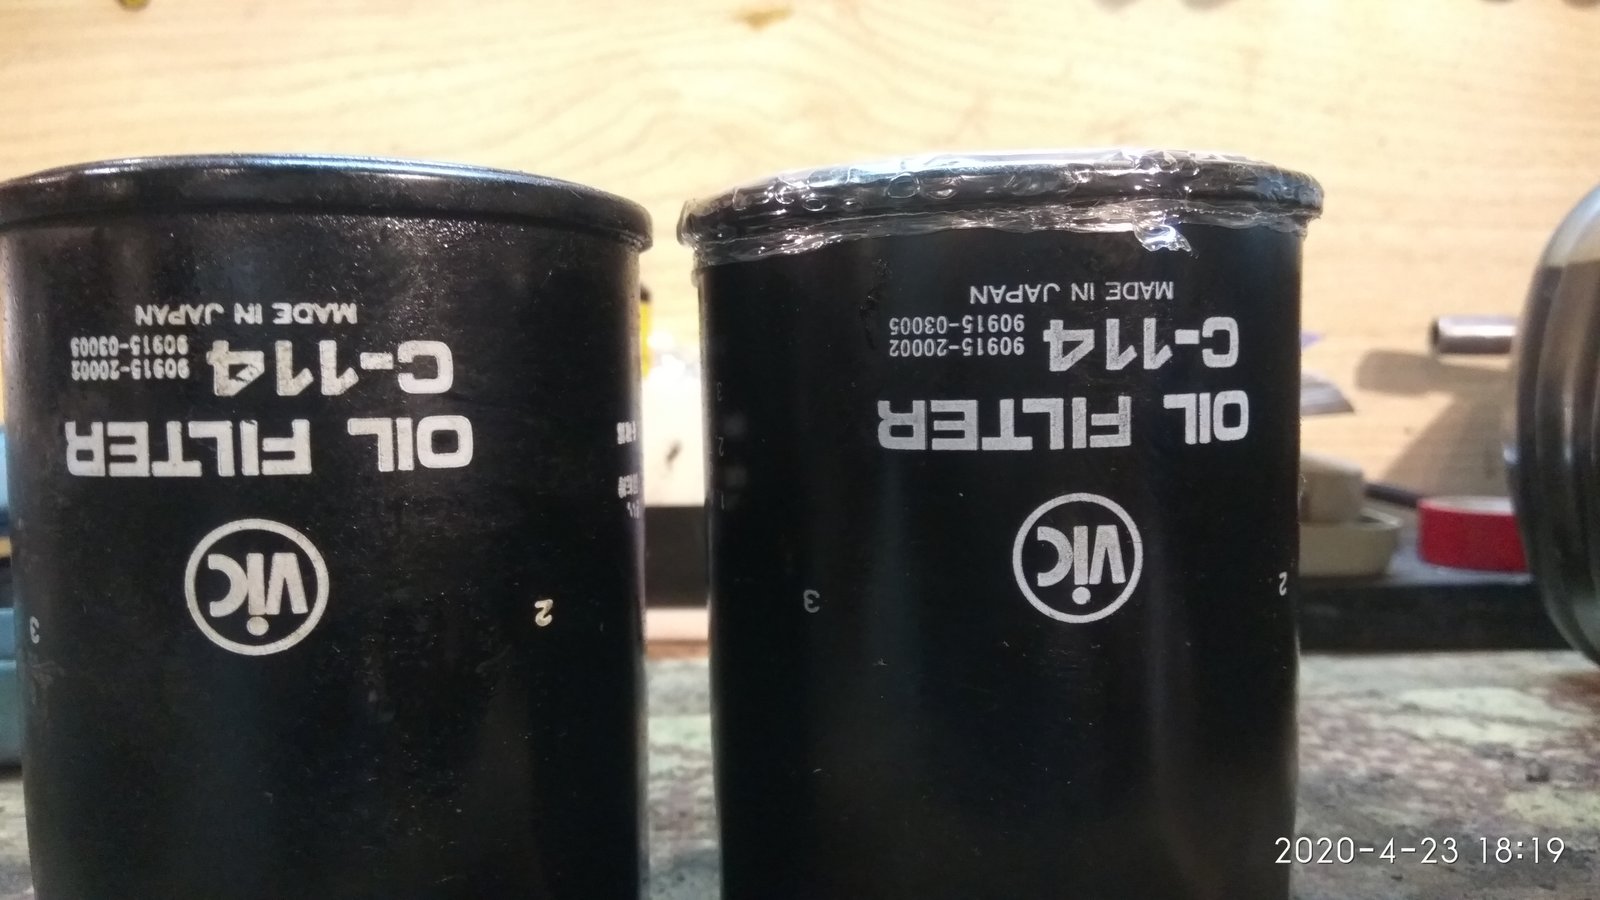 MADE IN JAPAN
90915-03005
90915-20002
C-114
OIL FILTER
VIC
3
2
MADE IN JAPAN
90915-03005
90915-20002
C-114
OIL FILTER
VIC
3
2
2020-4-23 18:19